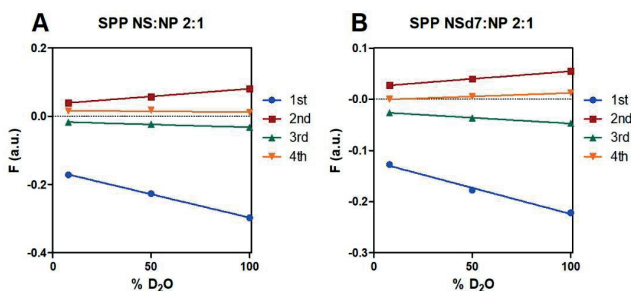 A SPP NS:NP 2:1
0.2
0.0
-0.2
-0.4
F (a.u.)
0 50 100
% D₂O
1st
2nd
3rd
4th
B SPP NSd7:NP 2:1
0.1
-0.0
-0.1
-0.2
-0.3
F (a.u.)
0 50 100
% D₂O
1st
2nd
3rd
4th